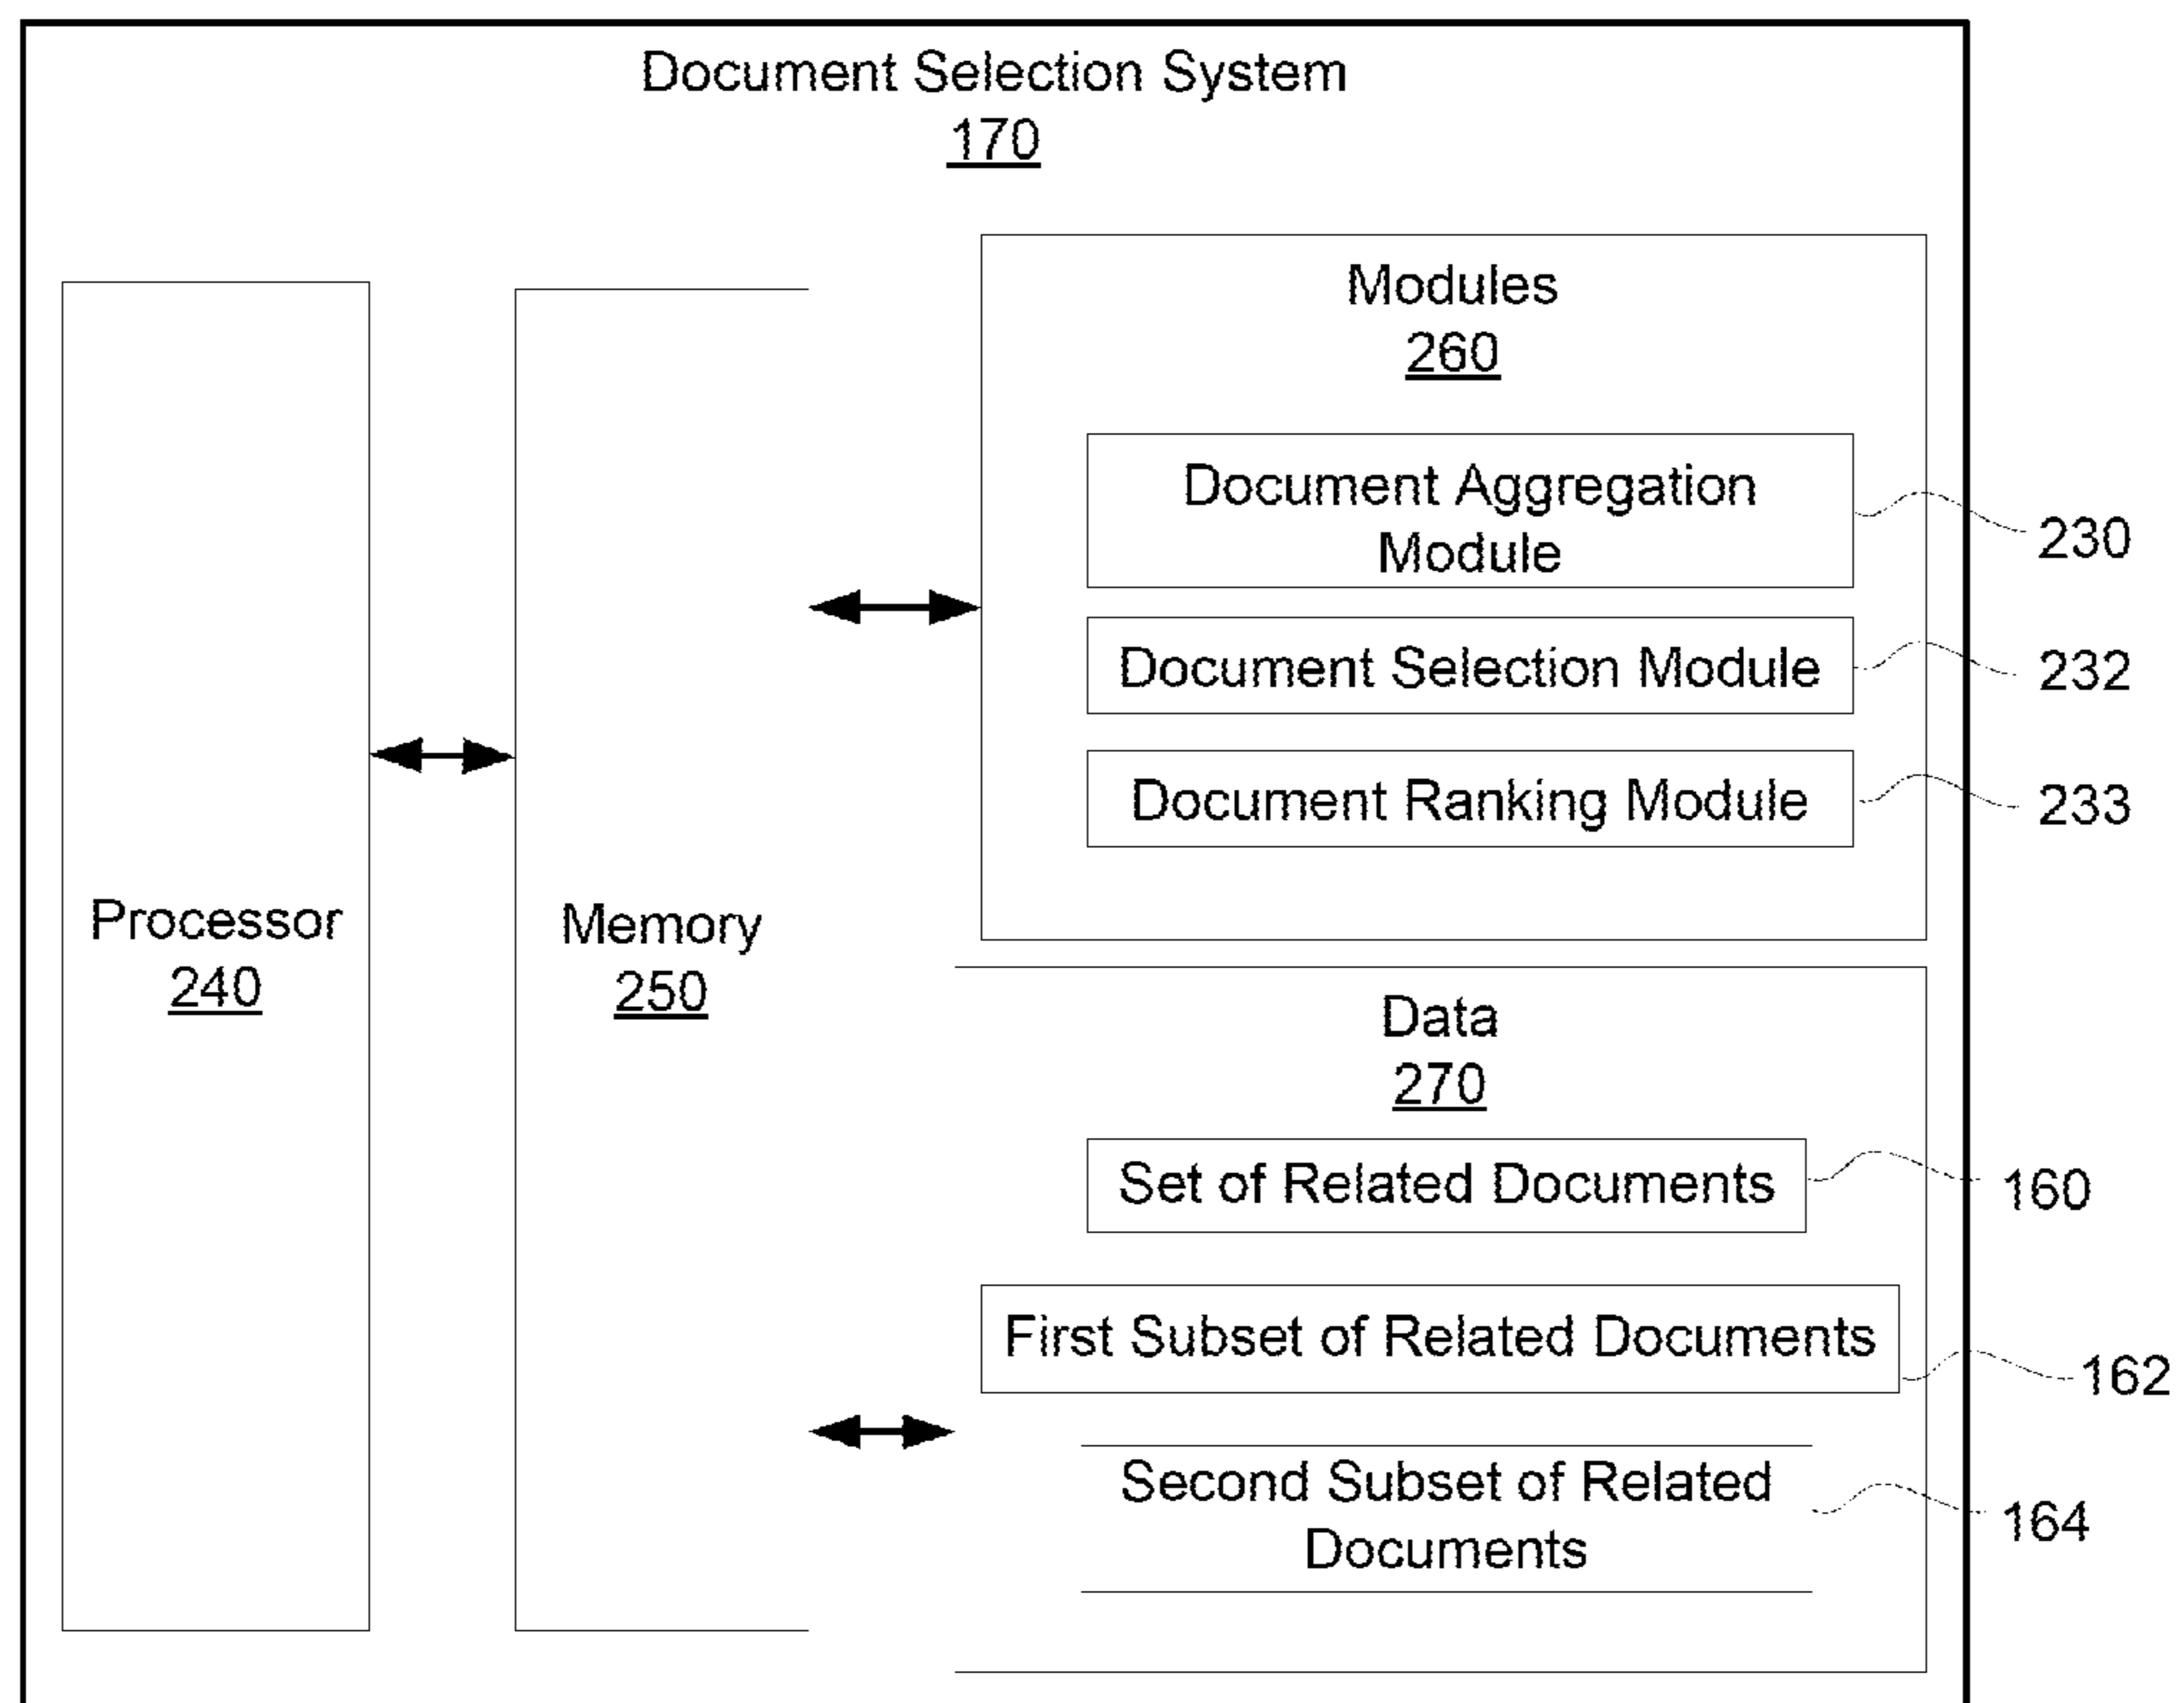 Document Selection System
170
Processor
240
Memory
250
Modules
260
Document Aggregation
Module
230
Document Selection Module
232
Document Ranking Module
233
Data
270
Set of Related Documents
160
First Subset of Related Documents
162
Second Subset of Related
Documents
164